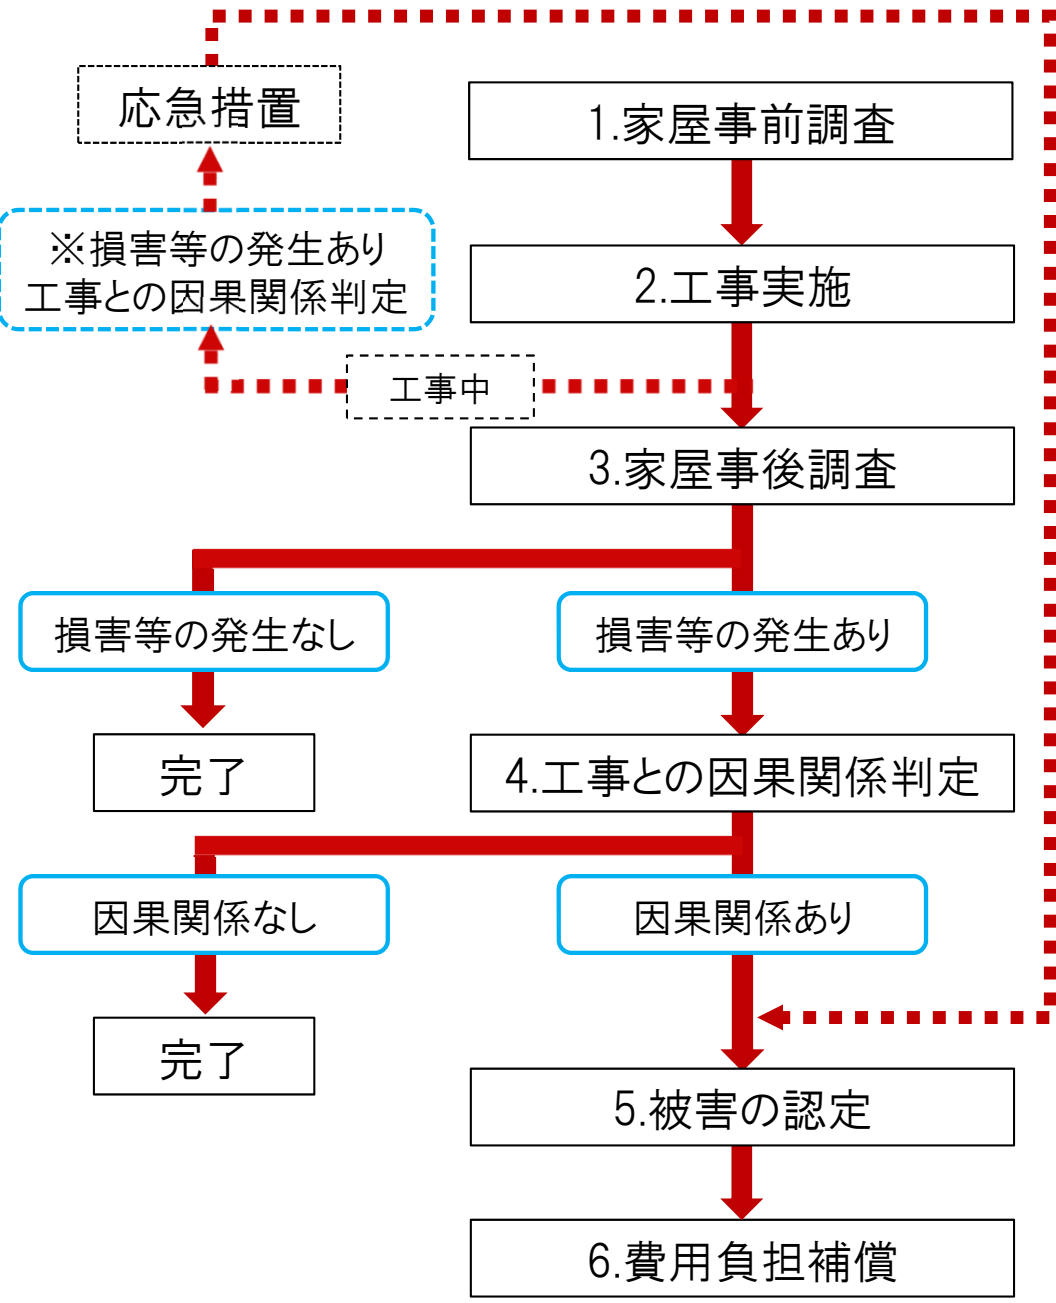 応急措置
1.家屋事前調査
※損害等の発生あり
工事との因果関係判定
2.工事実施
工事中
3.家屋事後調査
損害等の発生なし
損害等の発生あり
完了
4.工事との因果関係判定
因果関係なし
因果関係あり
完了
5.被害の認定
6.費用負担補償